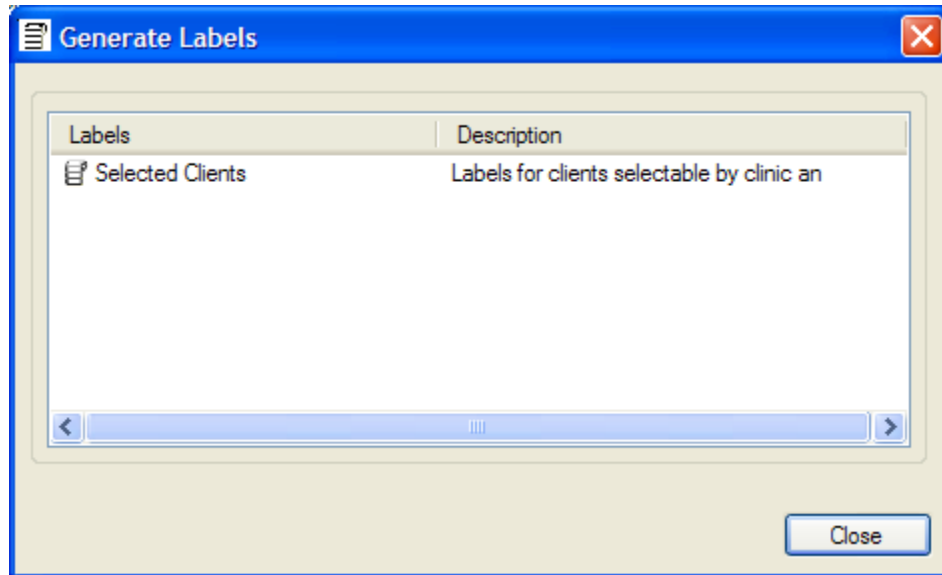 Generate Labels
Labels Description
Selected Clients Labels for clients selectable by clinic an
Close